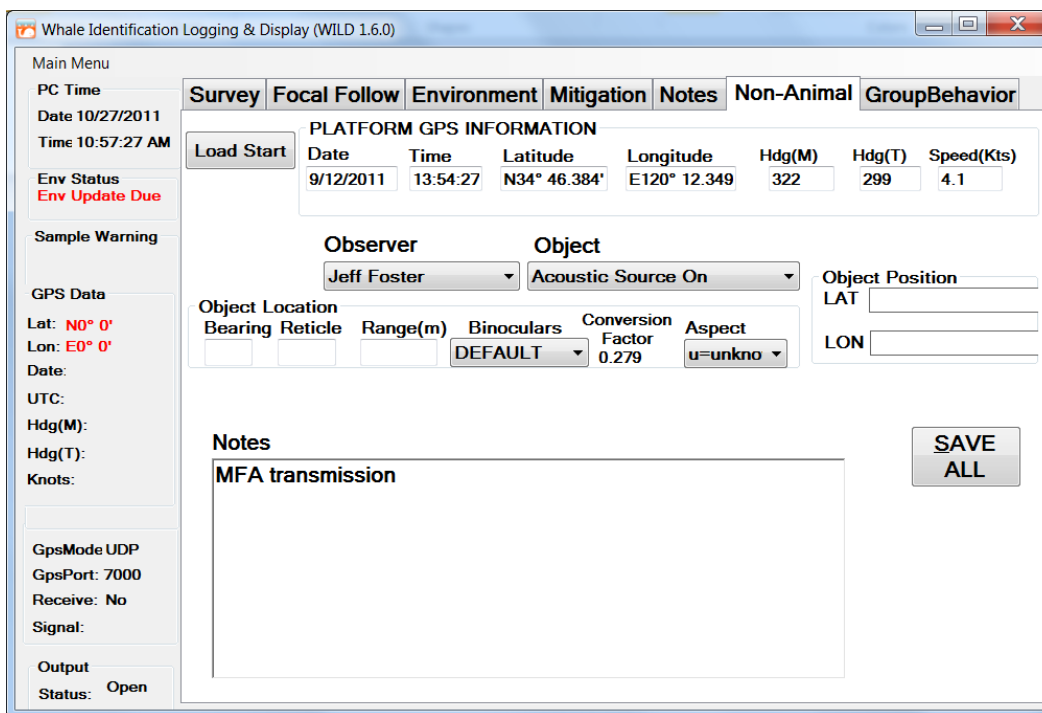 Whale Identification Logging & Display (WILD 1.6.0)
Main Menu
PC Time
Date 10/27/2011
Time 10:57:27 AM
Env Status
Env Update Due
Sample Warning
GPS Data
Lat: N0° 0'
Lon: E0° 0'
Date:
UTC:
Hdg(M):
Hdg(T):
Knots:
GpsMode UDP
GpsPort: 7000
Receive: No
Signal:
Output
Status: Open
Survey Focal Follow Environment Mitigation Notes Non-Animal GroupBehavior
Load Start
PLATFORM GPS INFORMATION
Date Time Latitude Longitude Hdg(M) Hdg(T) Speed(Kts)
9/12/2011 13:54:27 N34° 46.384' E120° 12.349 322 299 4.1
Observer Object
Jeff Foster Acoustic Source On
Object Position
LAT
LON
Object Location
Bearing Reticle Range(m) Binoculars Conversion Factor Aspect
DEFAULT 0.279 u=unkno
Notes
MFA transmission
SAVE
ALL